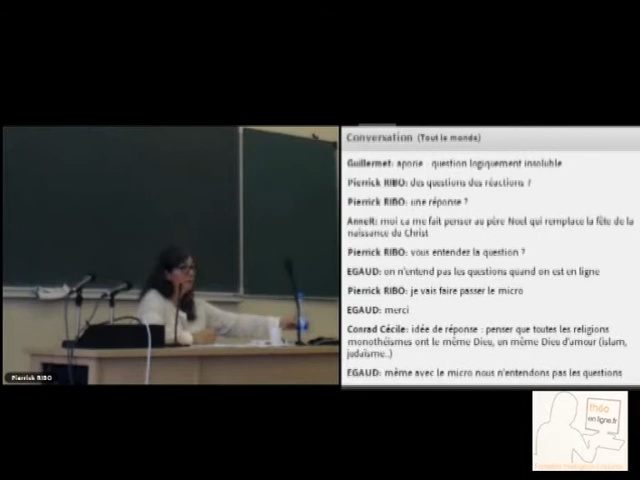 Conversation (Tout le monde)
Guillermet: aporie : question logiquement insoluble
Pierrick RIBO: des questions des réactions ?
Pierrick RIBO: une réponse ?
AnneR: moi ca me fait penser au père Noel qui remplace la fête de la
naissance du Christ
Pierrick RIBO: vous entendez la question ?
EGAUD: on n'entend pas les questions quand on est en ligne
Pierrick RIBO: je vais faire passer le micro
EGAUD: merci
Conrad Cécile: idée de réponse : penser que toutes les religions
monothéismes ont le même Dieu, un même Dieu d'amour (islam,
judaïsme..)
EGAUD: même avec le micro nous n'entendons pas les questions
Pierrick RIBO
théo
en ligne.fr